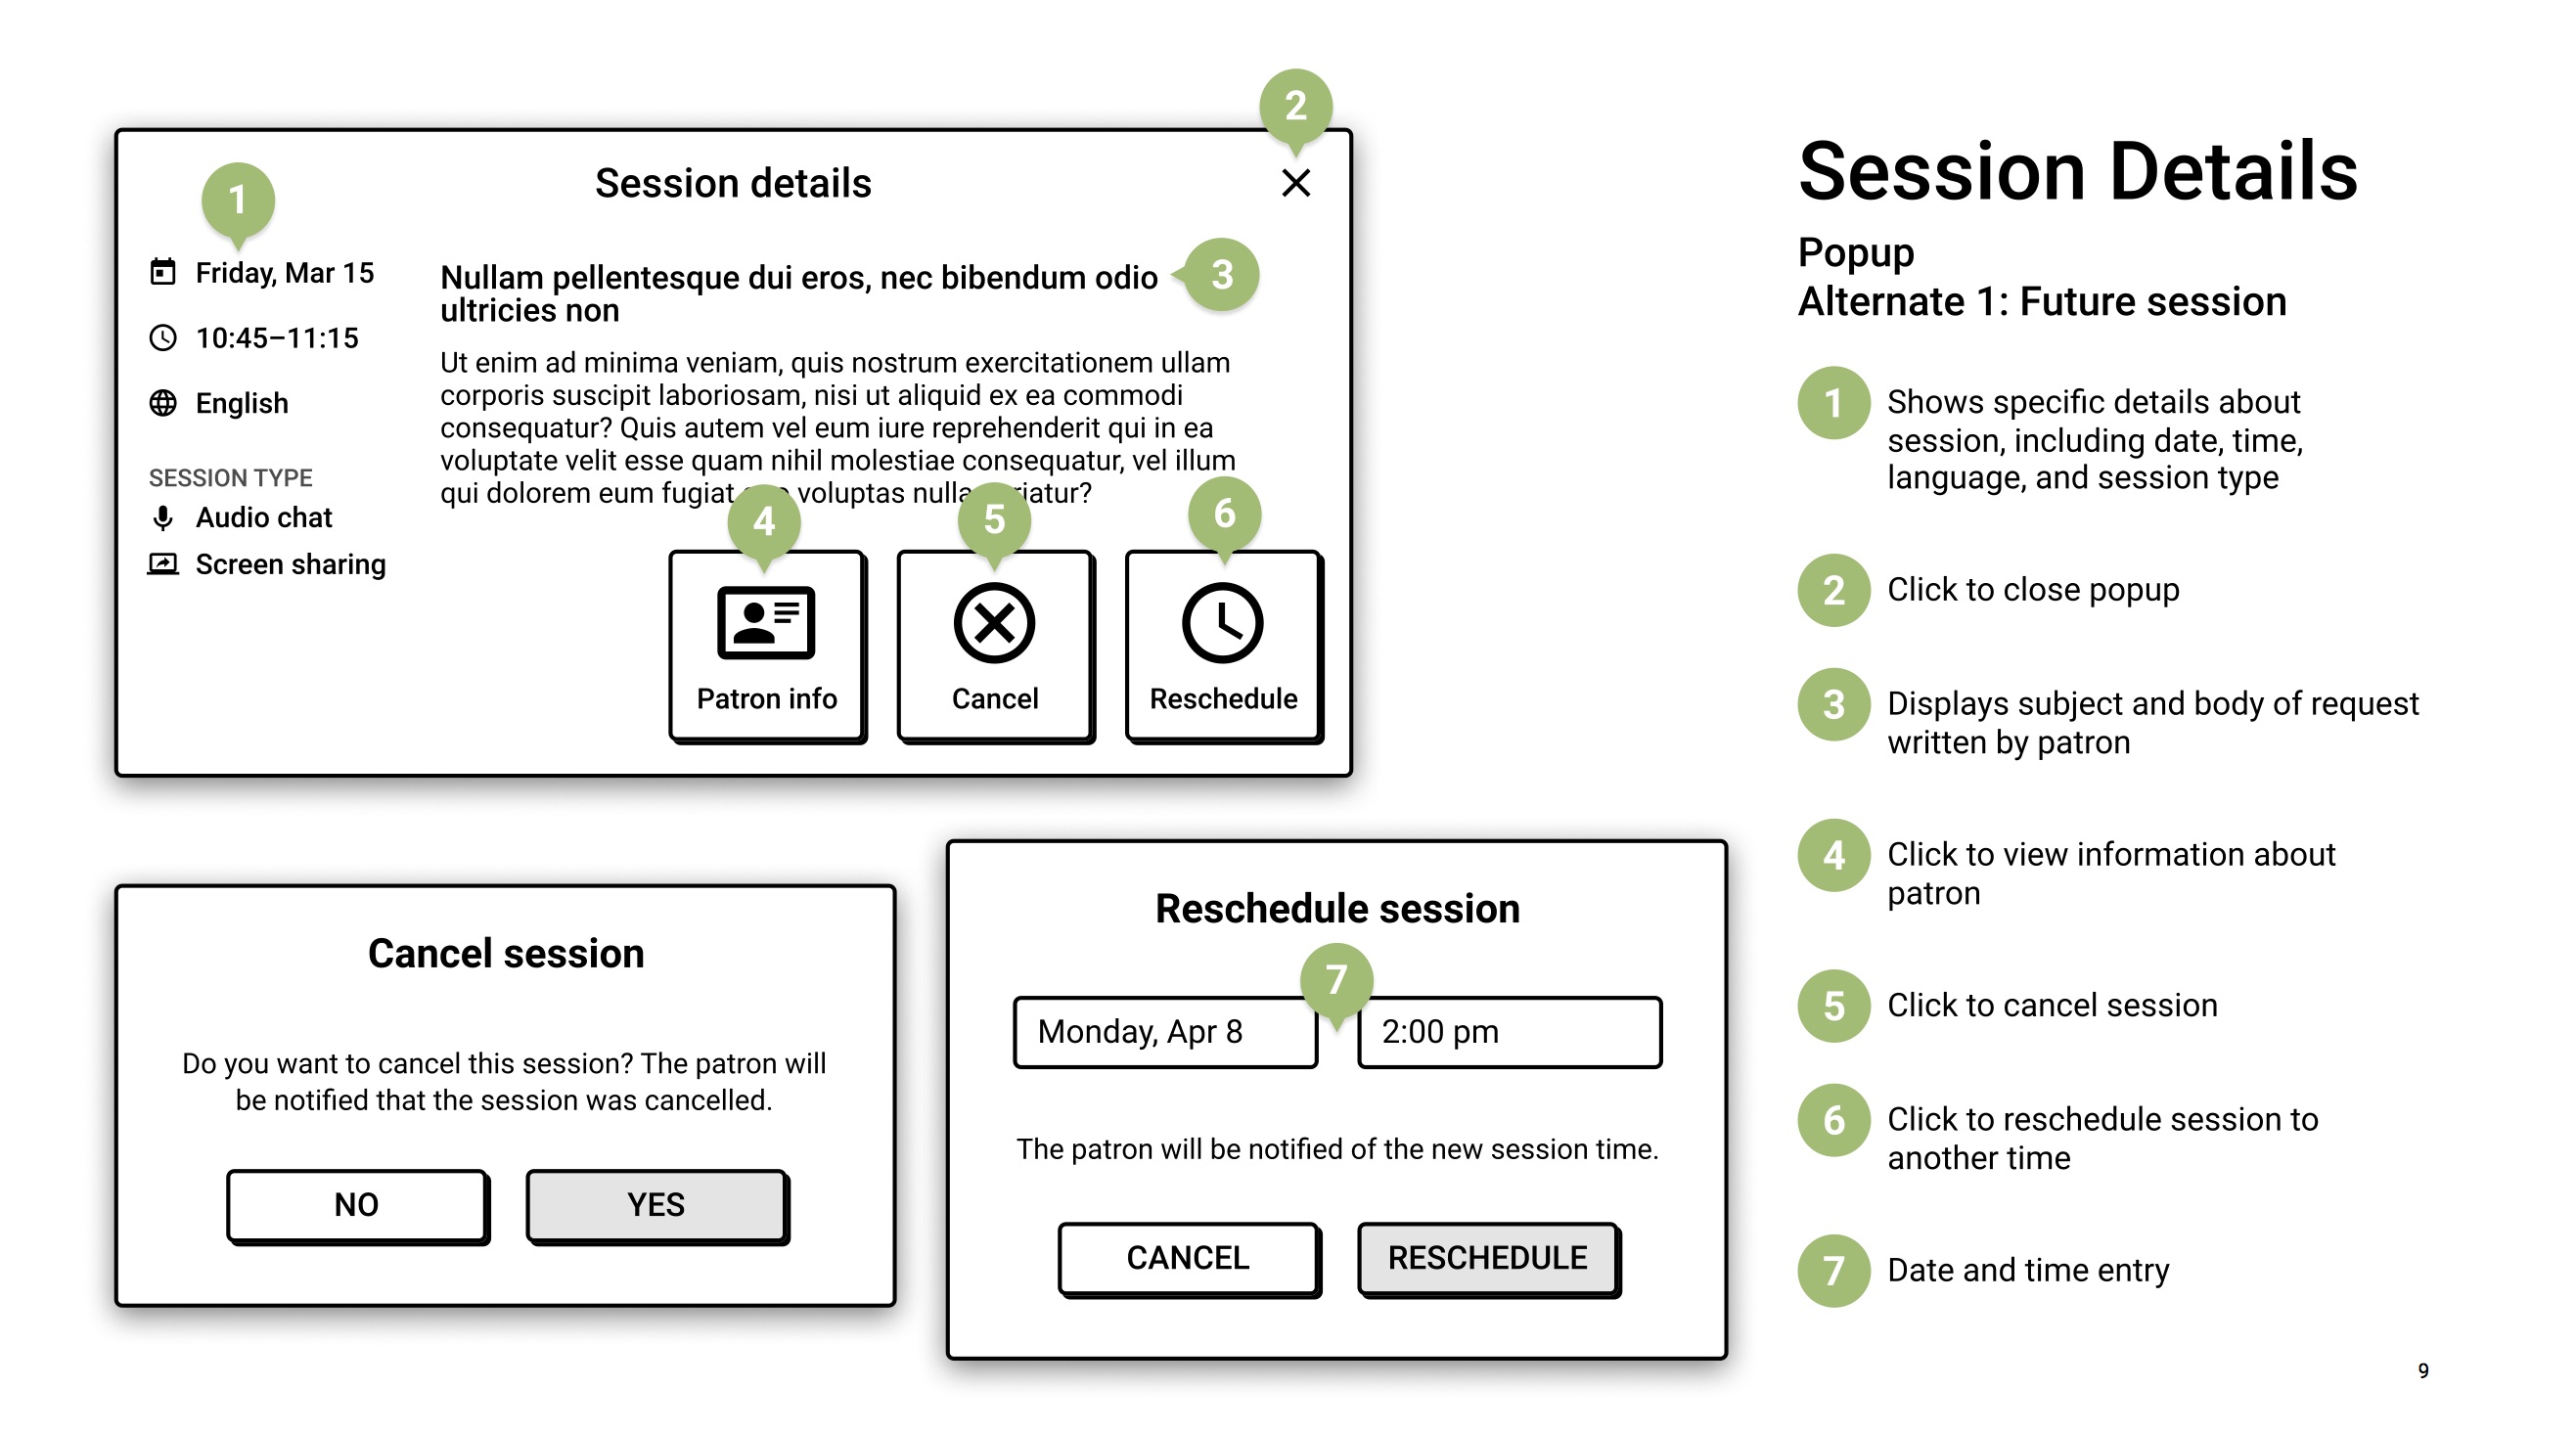 2
1
Session details
Friday, Mar 15
10:45–11:15
English
SESSION TYPE
Audio chat
Screen sharing
Nullam pellentesque dui eros, nec bibendum odio
ultricies non
3
Ut enim ad minima veniam, quis nostrum exercitationem ullam
corporis suscipit laboriosam, nisi ut aliquid ex ea commodi
consequatur? Quis autem vel eum iure reprehenderit qui in ea
voluptate velit esse quam nihil molestiae consequatur, vel illum
qui dolorem eum fugiat voluptas
4
5
6
Patron info
Cancel
Reschedule
Cancel session
Do you want to cancel this session? The patron will
be notified that the session was cancelled.
NO
YES
Reschedule session
7
Monday, Apr 8
2:00 pm
The patron will be notified of the new session time.
CANCEL
RESCHEDULE
Session Details
Popup
Alternate 1: Future session
1 Shows specific details about
session, including date, time,
language, and session type
2 Click to close popup
3 Displays subject and body of request
written by patron
4 Click to view information about
patron
5 Click to cancel session
6 Click to reschedule session to
another time
7 Date and time entry
9